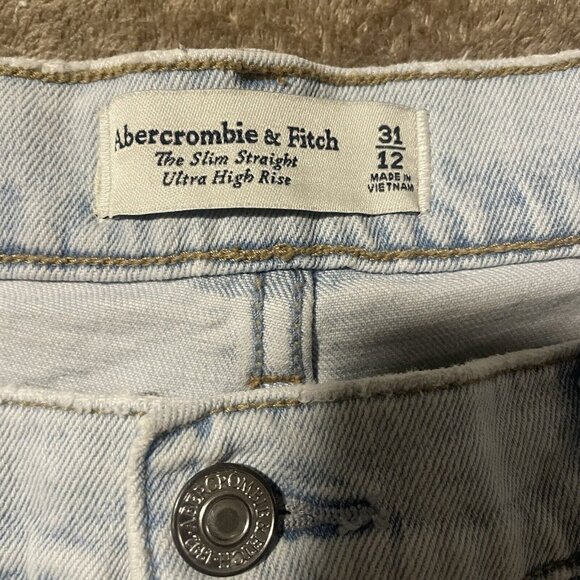 Abercrombie & Fitch
The Slim Straight
Ultra High Rise
31
12
MADE IN
VIETNAM
ABERCROMBIE